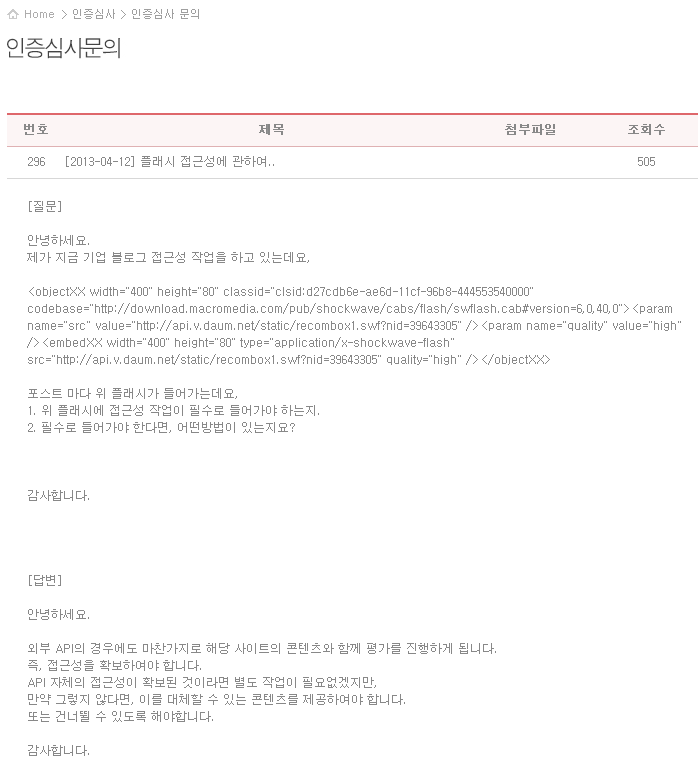 Home > 인증심사 > 인증심사 문의
인증심사문의
번호 제목 첨부파일 조회수
296 [2013-04-12] 플래시 접근성에 관하여.. 505
[질문]
안녕하세요.
제가 지금 기업 블로그 접근성 작업을 하고 있는데요,
<objectXX width="400" height="80" classid="clsid:d27cdb6e-ae6d-11cf-96b8-444553540000"
codebase="http://download.macromedia.com/pub/shockwave/cabs/flash/swflash.cab#version=6,0,40,0"><param
name="src" value="http://api.v.daum.net/static/recombox1.swf?nid=39643305" /><param name="quality" value="high"
/><embedXX width="400" height="80" type="application/x-shockwave-flash"
src="http://api.v.daum.net/static/recombox1.swf?nid=39643305" quality="high" /></objectXX>
포스트 마다 위 플래시가 들어가는데요,
1. 위 플래시에 접근성 작업이 필수로 들어가야 하는지.
2. 필수로 들어가야 한다면, 어떤방법이 있는지요?
감사합니다.
[답변]
안녕하세요.
외부 API의 경우에도 마찬가지로 해당 사이트의 콘텐츠와 함께 평가를 진행하게 됩니다.
즉, 접근성을 확보하여야 합니다.
API 자체의 접근성이 확보된 것이라면 별도 작업이 필요없겠지만,
만약 그렇지 않다면, 이를 대체할 수 있는 콘텐츠를 제공하여야 합니다.
또는 건너뛸 수 있도록 해야합니다.
감사합니다.